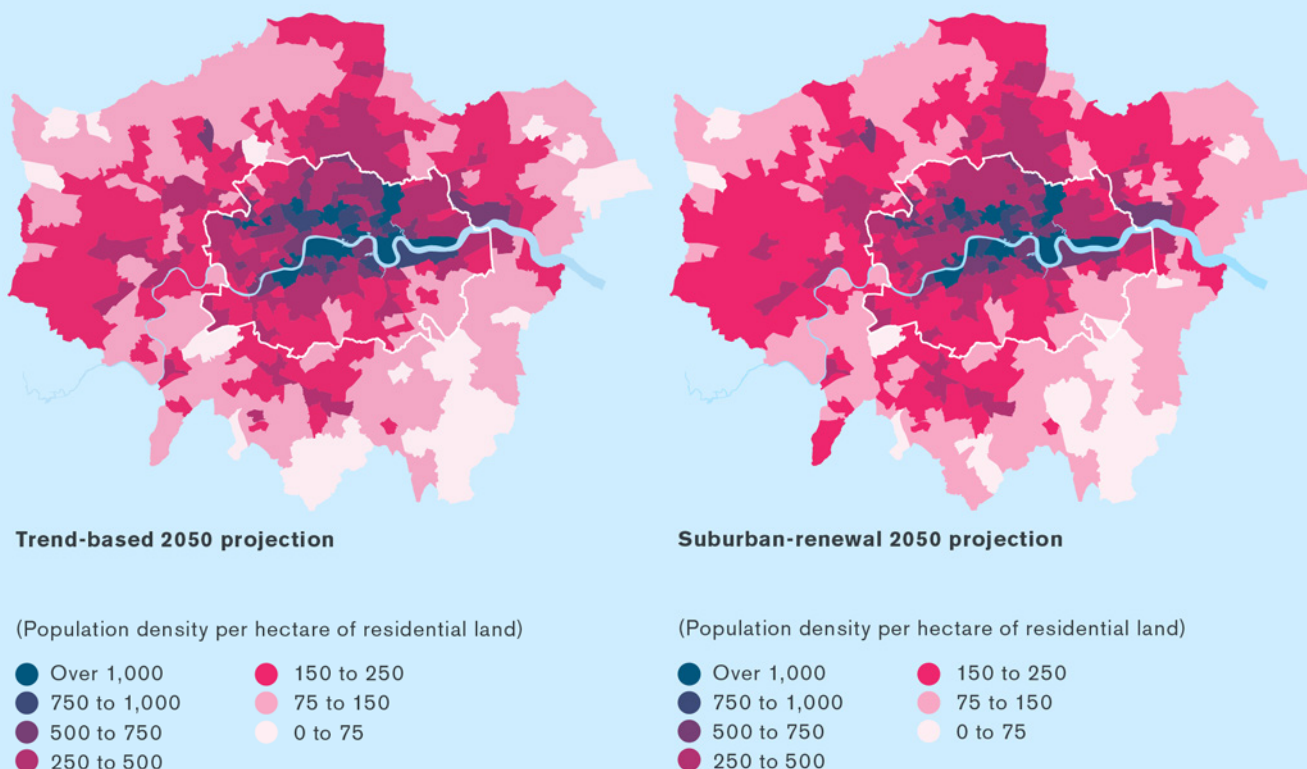 Trend-based 2050 projection
(Population density per hectare of residential land)
Over 1,000
750 to 1,000
500 to 750
250 to 500
150 to 250
75 to 150
0 to 75
Suburban-renewal 2050 projection
(Population density per hectare of residential land)
Over 1,000
750 to 1,000
500 to 750
250 to 500
150 to 250
75 to 150
0 to 75